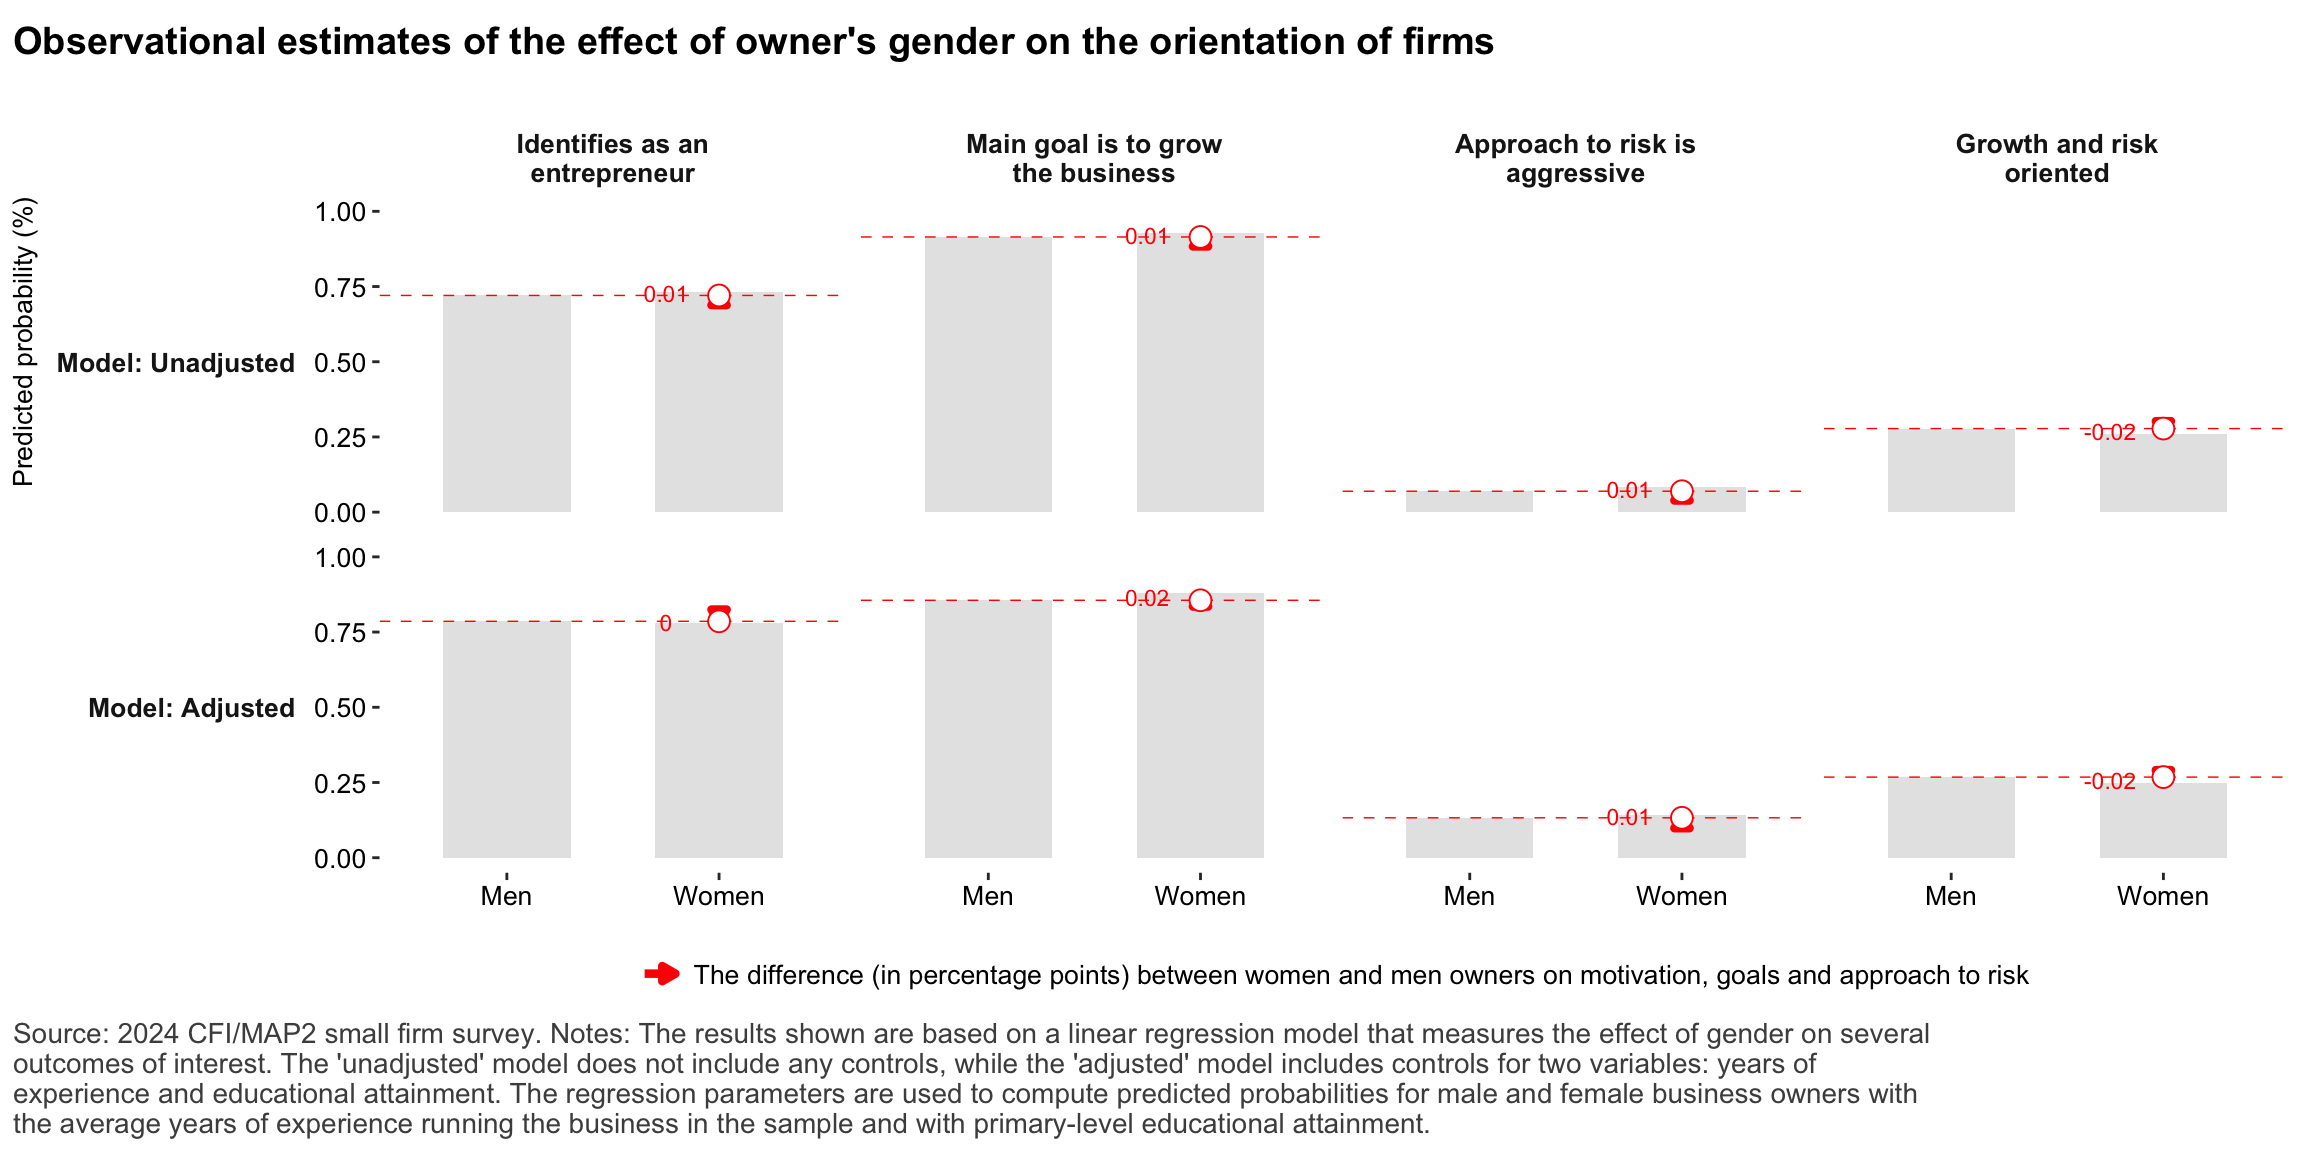 Observational estimates of the effect of owner's gender on the orientation of firms
Identifies as an
entrepreneur
Main goal is to grow
the business
Approach to risk is
aggressive
Growth and risk
oriented
Predicted probability (%)
Model: Unadjusted
1.00
0.75
0.50
0.25
0.00
0.01
0.01
0.01
-0.02
Model: Adjusted
1.00
0.75
0.50
0.25
0.00
0
0.02
0.01
-0.02
Men
Women
Men
Women
Men
Women
Men
Women
The difference (in percentage points) between women and men owners on motivation, goals and approach to risk
Source: 2024 CFI/MAP2 small firm survey. Notes: The results shown are based on a linear regression model that measures the effect of gender on several
outcomes of interest. The 'unadjusted' model does not include any controls, while the 'adjusted' model includes controls for two variables: years of
experience and educational attainment. The regression parameters are used to compute predicted probabilities for male and female business owners with
the average years of experience running the business in the sample and with primary-level educational attainment.